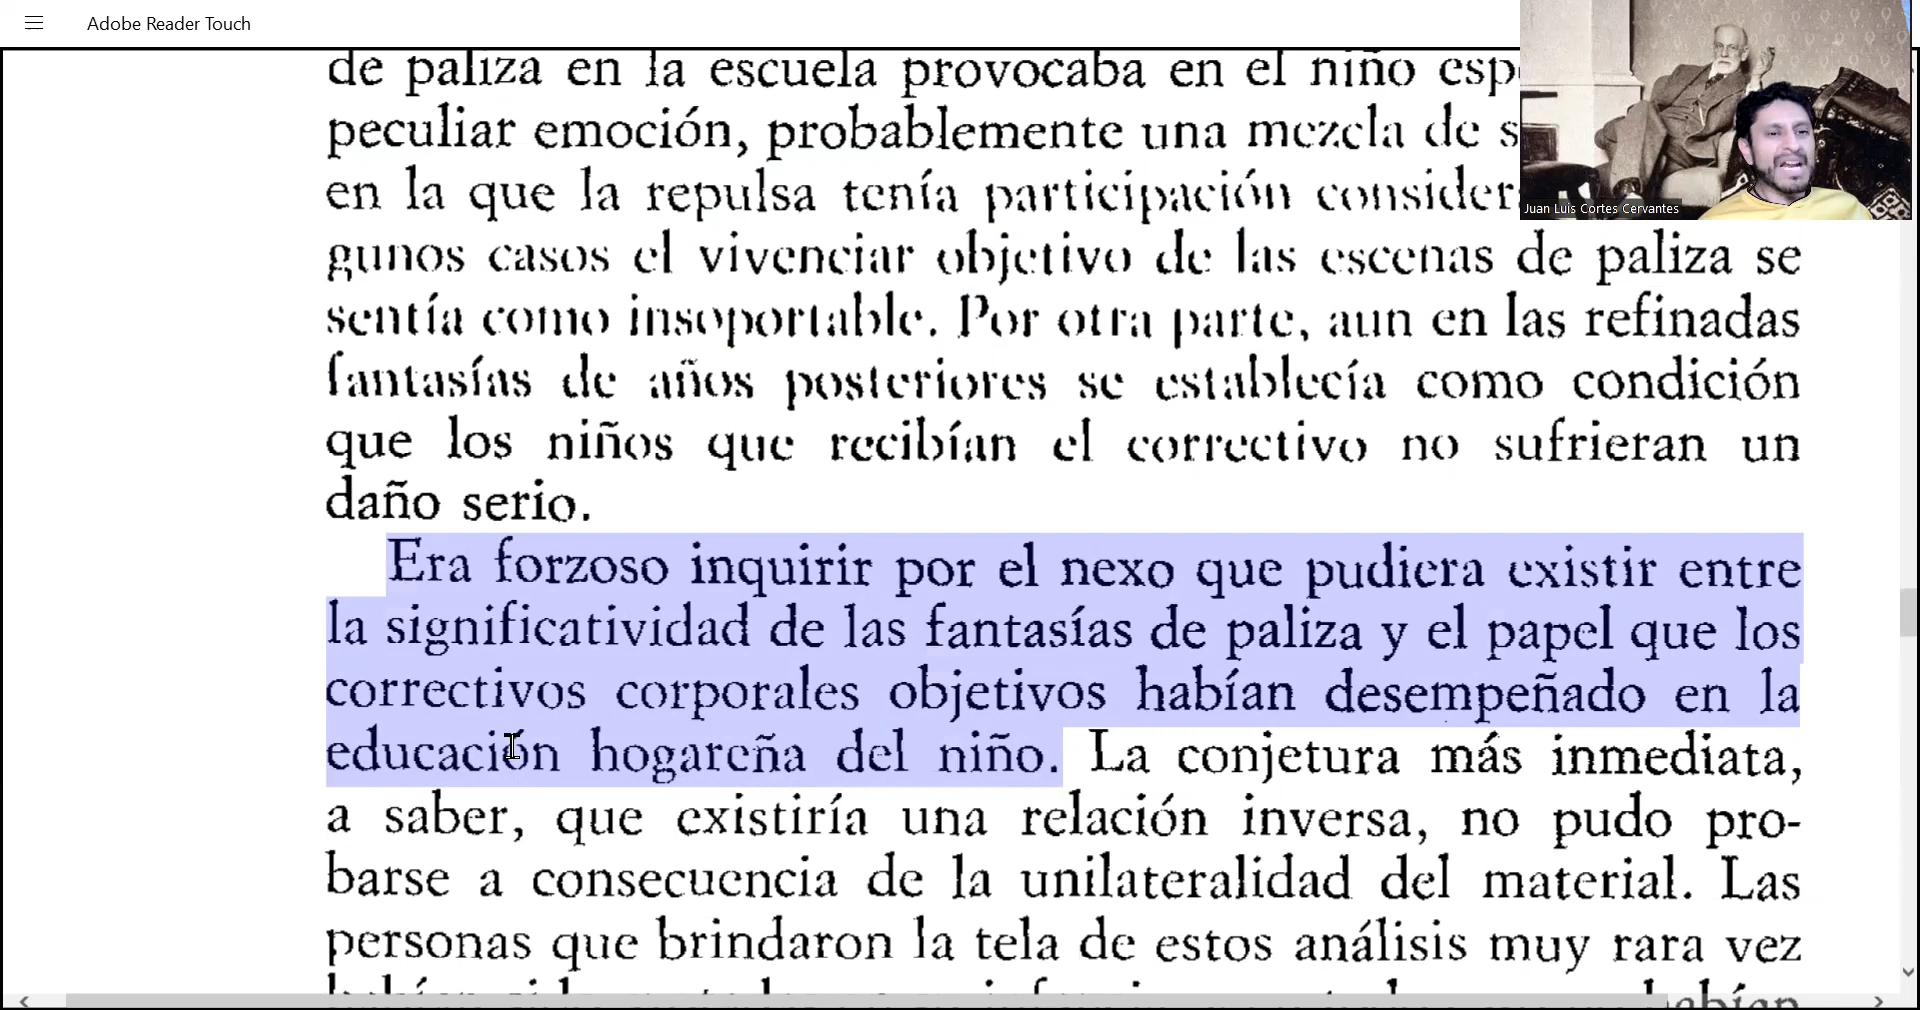 Adobe Reader Touch
de paliza en la escuela provocaba en el niño esp
peculiar emoción, probablemente una mezcla de s
en la que la repulsa tenía participación consider
gunos casos el vivenciar objetivo de las escenas de paliza se
sentía como insoportable. Por otra parte, aun en las refinadas
fantasías de años posteriores se establecía como condición
que los niños que recibían el correctivo no sufrieran un
daño serio.
Era forzoso inquirir por el nexo que pudiera existir entre
la significatividad de las fantasías de paliza y el papel que los
correctivos corporales objetivos habían desempeñado en la
educación hogareña del niño. La conjetura más inmediata,
a saber, que existiría una relación inversa, no pudo pro-
barse a consecuencia de la unilateralidad del material. Las
personas que brindaron la tela de estos análisis muy rara vez
habían
Juan Luis Cortes Cervantes